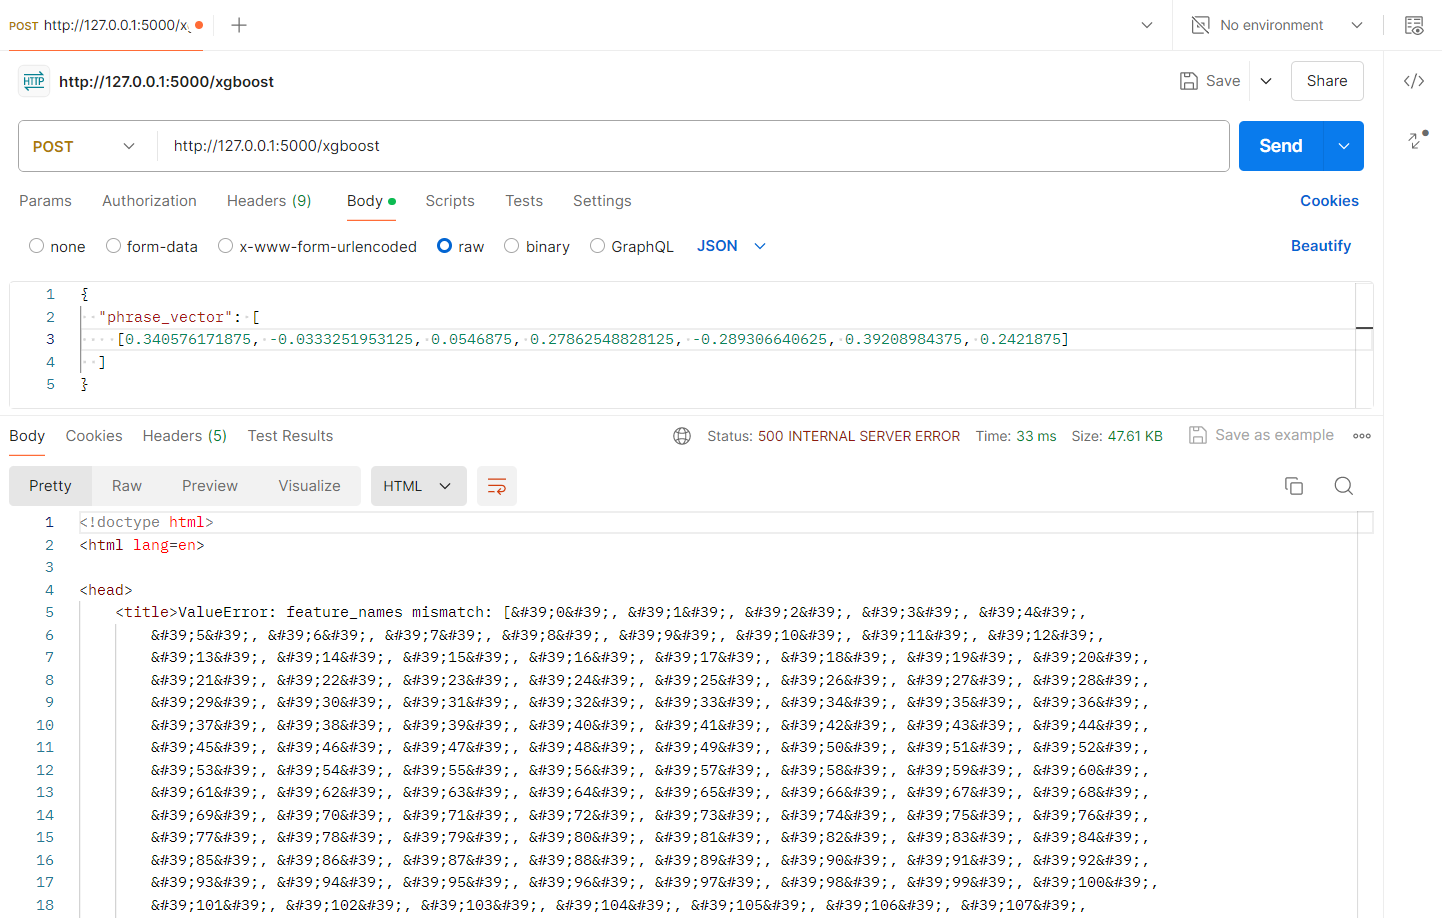 POST http://127.0.0.1:5000/x
No environment
HTTP http://127.0.0.1:5000/xgboost
Save
Share
POST http://127.0.0.1:5000/xgboost
Send
Params Authorization Headers (9) Body Scripts Tests Settings
Cookies
none form-data x-www-form-urlencoded raw binary GraphQL JSON
Beautify
1 {
2 "phrase_vector": [
3 [0.340576171875, -0.0333251953125, 0.0546875, 0.27862548828125, -0.289306640625, 0.39208984375, 0.2421875]
4 ]
5 }
Body Cookies Headers (5) Test Results
Status: 500 INTERNAL SERVER ERROR Time: 33 ms Size: 47.61 KB Save as example
Pretty Raw Preview Visualize HTML
1 <!doctype html>
2 <html lang=en>
3
4 <head>
5 <title>ValueError: feature_names mismatch: [&#39;0&#39;, &#39;1&#39;, &#39;2&#39;, &#39;3&#39;, &#39;4&#39;,
6 &#39;5&#39;, &#39;6&#39;, &#39;7&#39;, &#39;8&#39;, &#39;9&#39;, &#39;10&#39;, &#39;11&#39;, &#39;12&#39;,
7 &#39;13&#39;, &#39;14&#39;, &#39;15&#39;, &#39;16&#39;, &#39;17&#39;, &#39;18&#39;, &#39;19&#39;, &#39;20&#39;,
8 &#39;21&#39;, &#39;22&#39;, &#39;23&#39;, &#39;24&#39;, &#39;25&#39;, &#39;26&#39;, &#39;27&#39;, &#39;28&#39;,
9 &#39;29&#39;, &#39;30&#39;, &#39;31&#39;, &#39;32&#39;, &#39;33&#39;, &#39;34&#39;, &#39;35&#39;, &#39;36&#39;,
10 &#39;37&#39;, &#39;38&#39;, &#39;39&#39;, &#39;40&#39;, &#39;41&#39;, &#39;42&#39;, &#39;43&#39;, &#39;44&#39;,
11 &#39;45&#39;, &#39;46&#39;, &#39;47&#39;, &#39;48&#39;, &#39;49&#39;, &#39;50&#39;, &#39;51&#39;, &#39;52&#39;,
12 &#39;53&#39;, &#39;54&#39;, &#39;55&#39;, &#39;56&#39;, &#39;57&#39;, &#39;58&#39;, &#39;59&#39;, &#39;60&#39;,
13 &#39;61&#39;, &#39;62&#39;, &#39;63&#39;, &#39;64&#39;, &#39;65&#39;, &#39;66&#39;, &#39;67&#39;, &#39;68&#39;,
14 &#39;69&#39;, &#39;70&#39;, &#39;71&#39;, &#39;72&#39;, &#39;73&#39;, &#39;74&#39;, &#39;75&#39;, &#39;76&#39;,
15 &#39;77&#39;, &#39;78&#39;, &#39;79&#39;, &#39;80&#39;, &#39;81&#39;, &#39;82&#39;, &#39;83&#39;, &#39;84&#39;,
16 &#39;85&#39;, &#39;86&#39;, &#39;87&#39;, &#39;88&#39;, &#39;89&#39;, &#39;90&#39;, &#39;91&#39;, &#39;92&#39;,
17 &#39;93&#39;, &#39;94&#39;, &#39;95&#39;, &#39;96&#39;, &#39;97&#39;, &#39;98&#39;, &#39;99&#39;, &#39;100&#39;,
18 &#39;101&#39;, &#39;102&#39;, &#39;103&#39;, &#39;104&#39;, &#39;105&#39;, &#39;106&#39;, &#39;107&#39;,